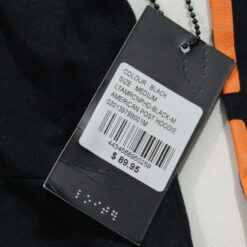 COLOUR : BLACK
SIZE : MEDIUM
LTAMRCNPHD-BLACK-M
AMERICAN POST HOODIE
$ 89.95